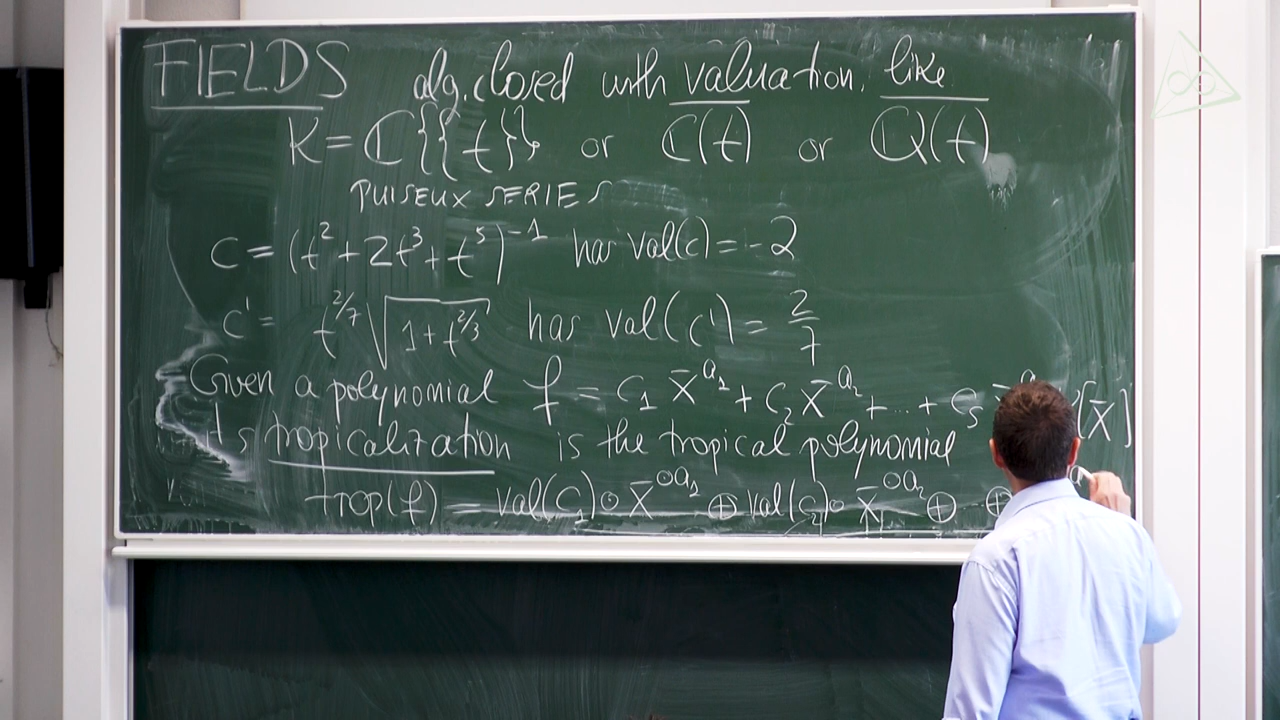 FIELDS alg. closed with valuation, like
K = ℂ{{t}} or ℂ(t) or ℚ(t)
PUISEUX SERIES
c = (t² + 2t³ + t⁵)⁻¹ has val(c) = -2
c' = t^{2/7} √(1 + t^{2/3}) has val(c') = 2/7
Given a polynomial f = c₁ x̄^{a₁} + c₂ x̄^{a₂} + ... + c_s [x̄]
ts tropicalization is the tropical polynomial
trop(f) = val(c₁) ⊙ x̄^{⊙a₁} ⊕ val(c₂) ⊙ x̄^{⊙a₂} ⊕ ⊕